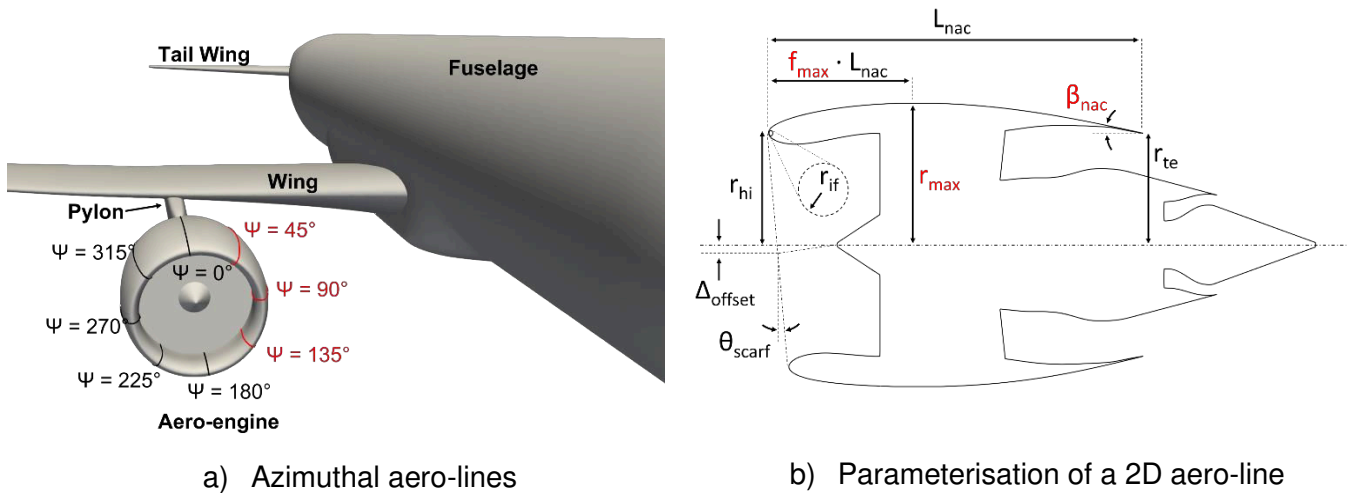 Tail Wing
Fuselage
Wing
Pylon
Ψ = 45°
Ψ = 315°
Ψ = 0°
Ψ = 90°
Ψ = 270°
Ψ = 135°
Ψ = 225°
Ψ = 180°
Aero-engine
a) Azimuthal aero-lines
L_nac
f_max · L_nac
β_nac
r_hi
r_if
r_max
r_te
Δ_offset
θ_scarf
b) Parameterisation of a 2D aero-line